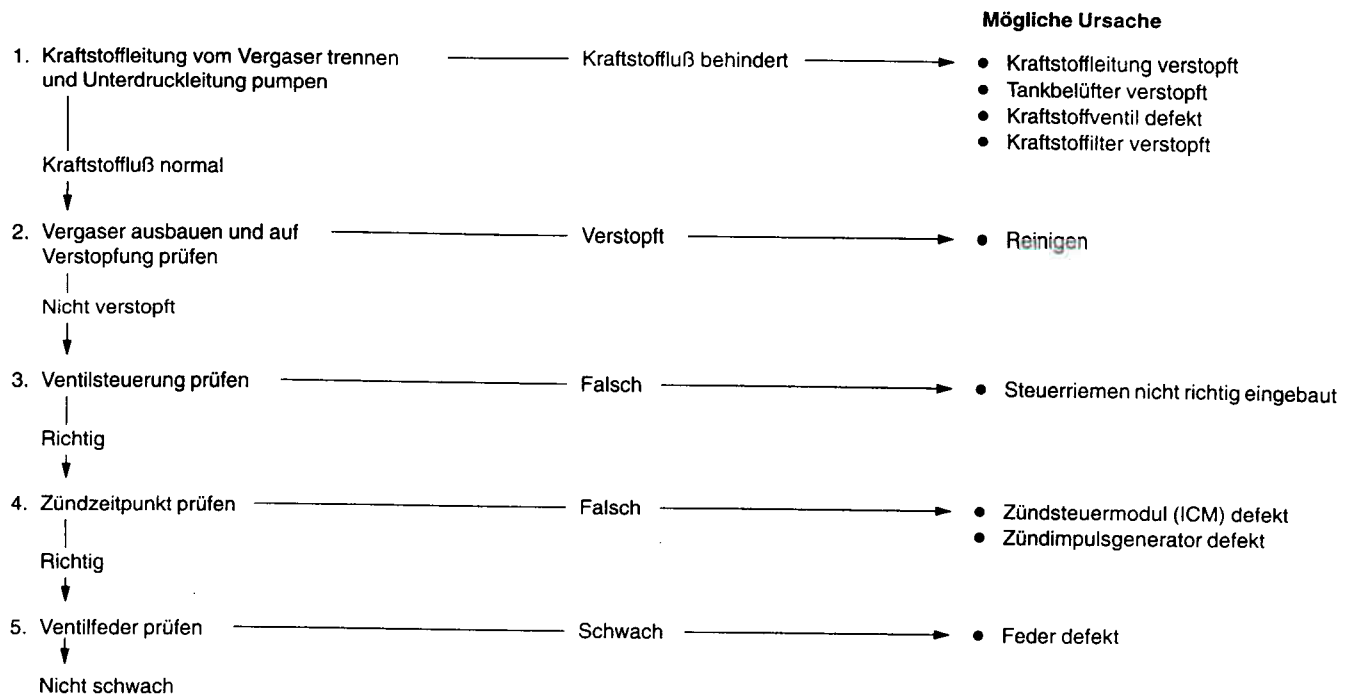 Mögliche Ursache
1. Kraftstoffleitung vom Vergaser trennen
und Unterdruckleitung pumpen
Kraftstoffluß behindert
● Kraftstoffleitung verstopft
● Tankbelüfter verstopft
● Kraftstoffventil defekt
● Kraftstoffilter verstopft
Kraftstoffluß normal
2. Vergaser ausbauen und auf
Verstopfung prüfen
Verstopft
● Reinigen
Nicht verstopft
3. Ventilsteuerung prüfen
Falsch
● Steuerriemen nicht richtig eingebaut
Richtig
4. Zündzeitpunkt prüfen
Falsch
● Zündsteuermodul (ICM) defekt
● Zündimpulsgenerator defekt
Richtig
5. Ventilfeder prüfen
Schwach
● Feder defekt
Nicht schwach